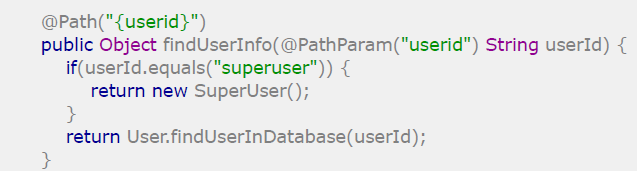 @Path("{userid}")
public Object findUserInfo(@PathParam("userid") String userId) {
if(userId.equals("superuser")) {
return new SuperUser();
}
return User.findUserInDatabase(userId);
}